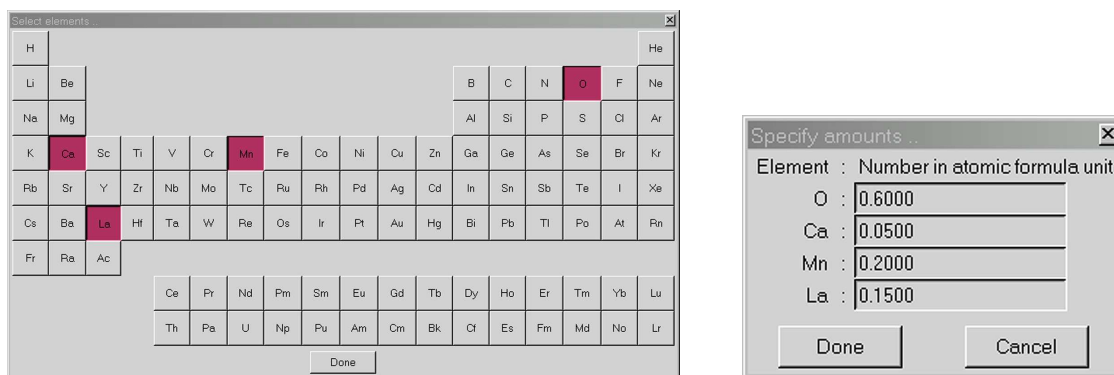 Select elements ..
H He
Li Be B C N O F Ne
Na Mg Al Si P S Cl Ar
K Ca Sc Ti V Cr Mn Fe Co Ni Cu Zn Ga Ge As Se Br Kr
Rb Sr Y Zr Nb Mo Tc Ru Rh Pd Ag Cd In Sn Sb Te I Xe
Cs Ba La Hf Ta W Re Os Ir Pt Au Hg Bi Pb Tl Po At Rn
Fr Ra Ac
Ce Pr Nd Pm Sm Eu Gd Tb Dy Ho Er Tm Yb Lu
Th Pa U Np Pu Am Cm Bk Cf Es Fm Md No Lr
Done
Specify amounts ..
Element : Number in atomic formula unit
O : 0.6000
Ca : 0.0500
Mn : 0.2000
La : 0.1500
Done Cancel